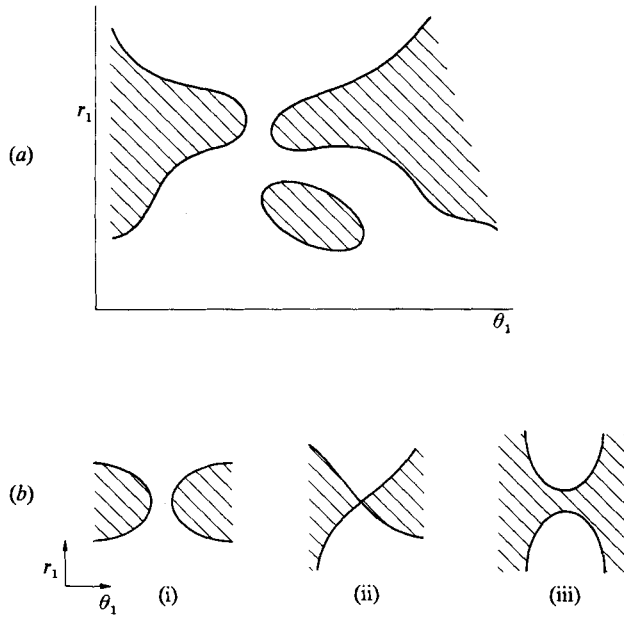 r₁
(a)
θ₁
(b)
r₁
θ₁
(i)
(ii)
(iii)